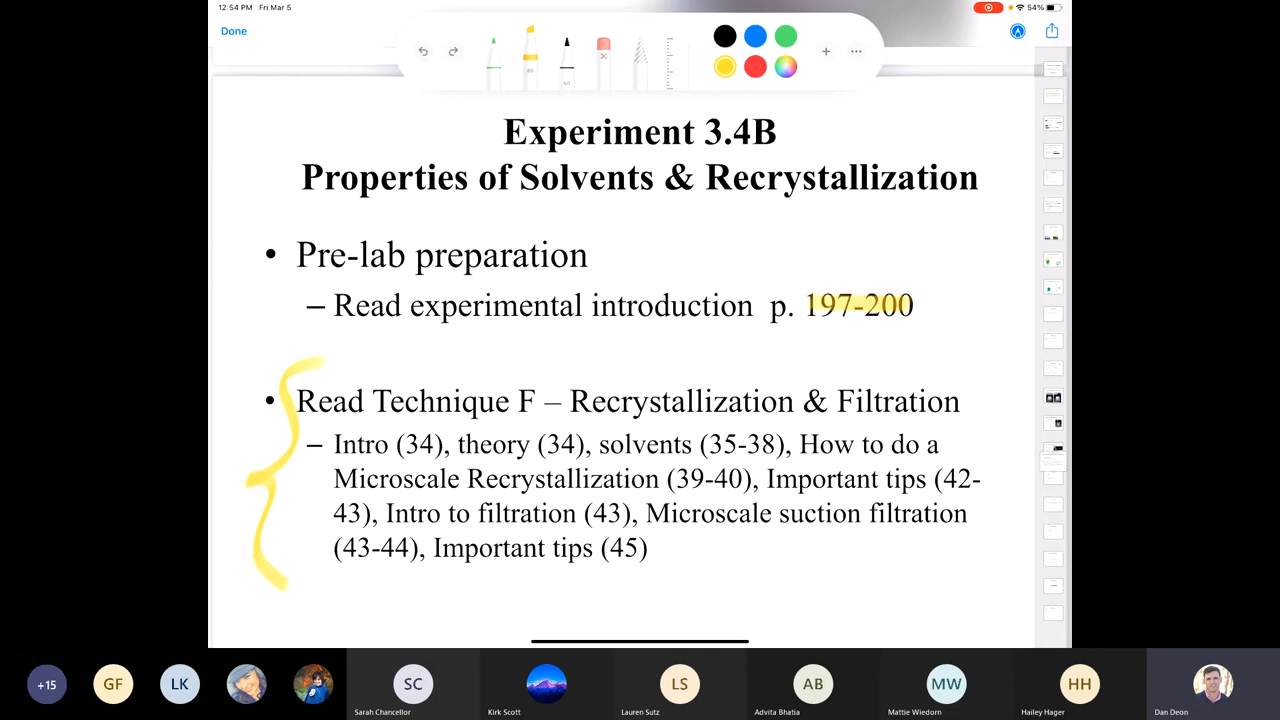 12:54 PM Fri Mar 5
54%
Done
Experiment 3.4B
Properties of Solvents & Recrystallization
• Pre-lab preparation
– Read experimental introduction p. 197-200
• Read Technique F – Recrystallization & Filtration
– Intro (34), theory (34), solvents (35-38), How to do a
Microscale Recrystallization (39-40), Important tips (42-
43), Intro to filtration (43), Microscale suction filtration
(43-44), Important tips (45)
+15
GF
LK
SC
LS
AB
MW
HH
Sarah Chancellor
Kirk Scott
Lauren Sutz
Advita Bhatia
Mattie Wiedorn
Hailey Hager
Dan Deon